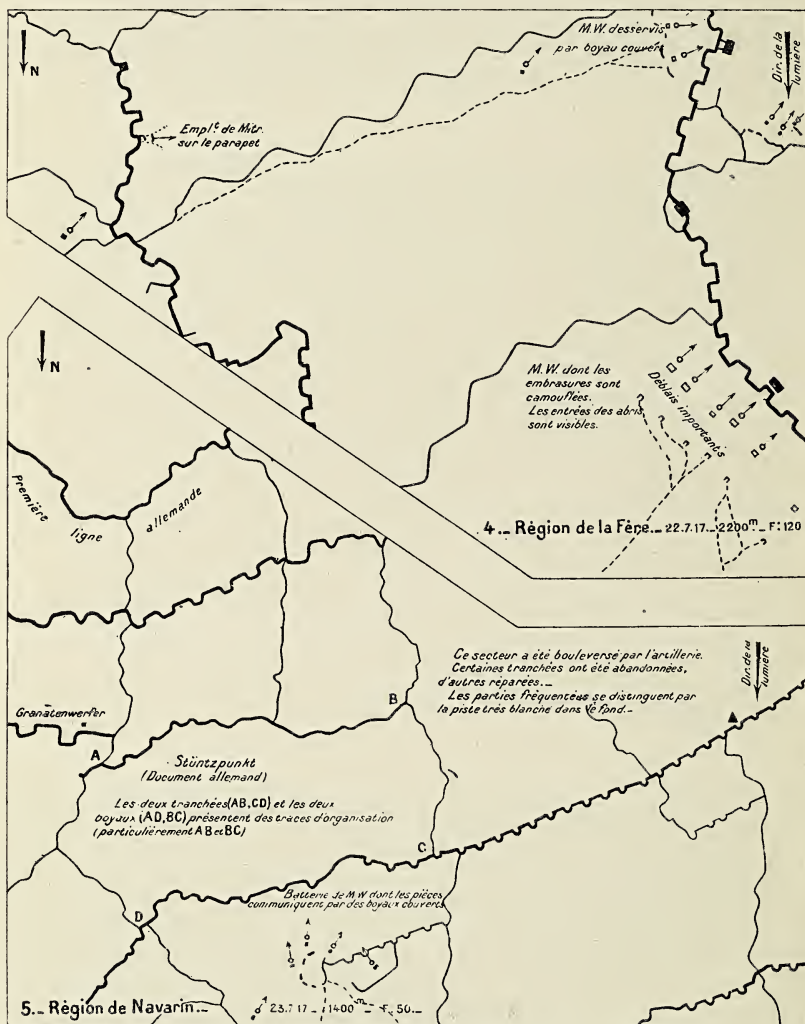 N
M.W. desservis
par boyau couvert
Dir. de la
lumière
Emplt de Mitr.
sur le parapet
M.W. dont les
embrasures sont
camouflées.
Les entrées des abris
sont visibles.
Déblais importants
4._ Région de la Fère._ 22.7.17._2200m_ F:120
N
Première ligne allemande
Ce secteur a été bouleversé par l'artillerie.
Certaines tranchées ont été abandonnées,
d'autres réparées._
Les parties fréquentées se distinguent par
la piste très blanche dans le fond._
Dir. de la
lumière
Granatenwerfer
A
B
Stüntzpunkt
(Document allemand)
Les deux tranchées (AB,CD) et les deux
boyaux (AD,BC) présentent des traces d'organisation
(particulièrement AB et BC)
C
D
Batterie de M.W dont les pièces
communiquent par des boyaux couverts
5._ Région de Navarin._ 23.7.17_ 1400m_ F.50._